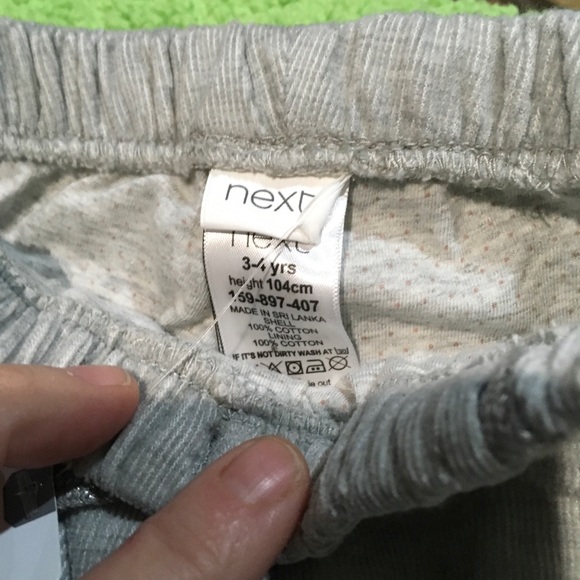 next
next
3-4 yrs
height 104cm
159-897-407
MADE IN SRI LANKA
SHELL
100% COTTON
LINING
100% COTTON
IF IT'S NOT DIRTY WASH AT